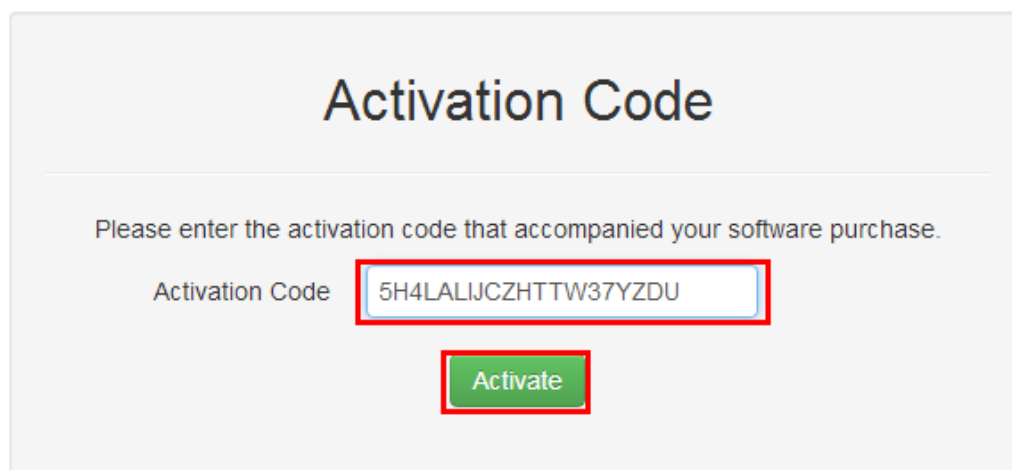 Activation Code
Please enter the activation code that accompanied your software purchase.
Activation Code 5H4LALIJCZHTTW37YZDU
Activate